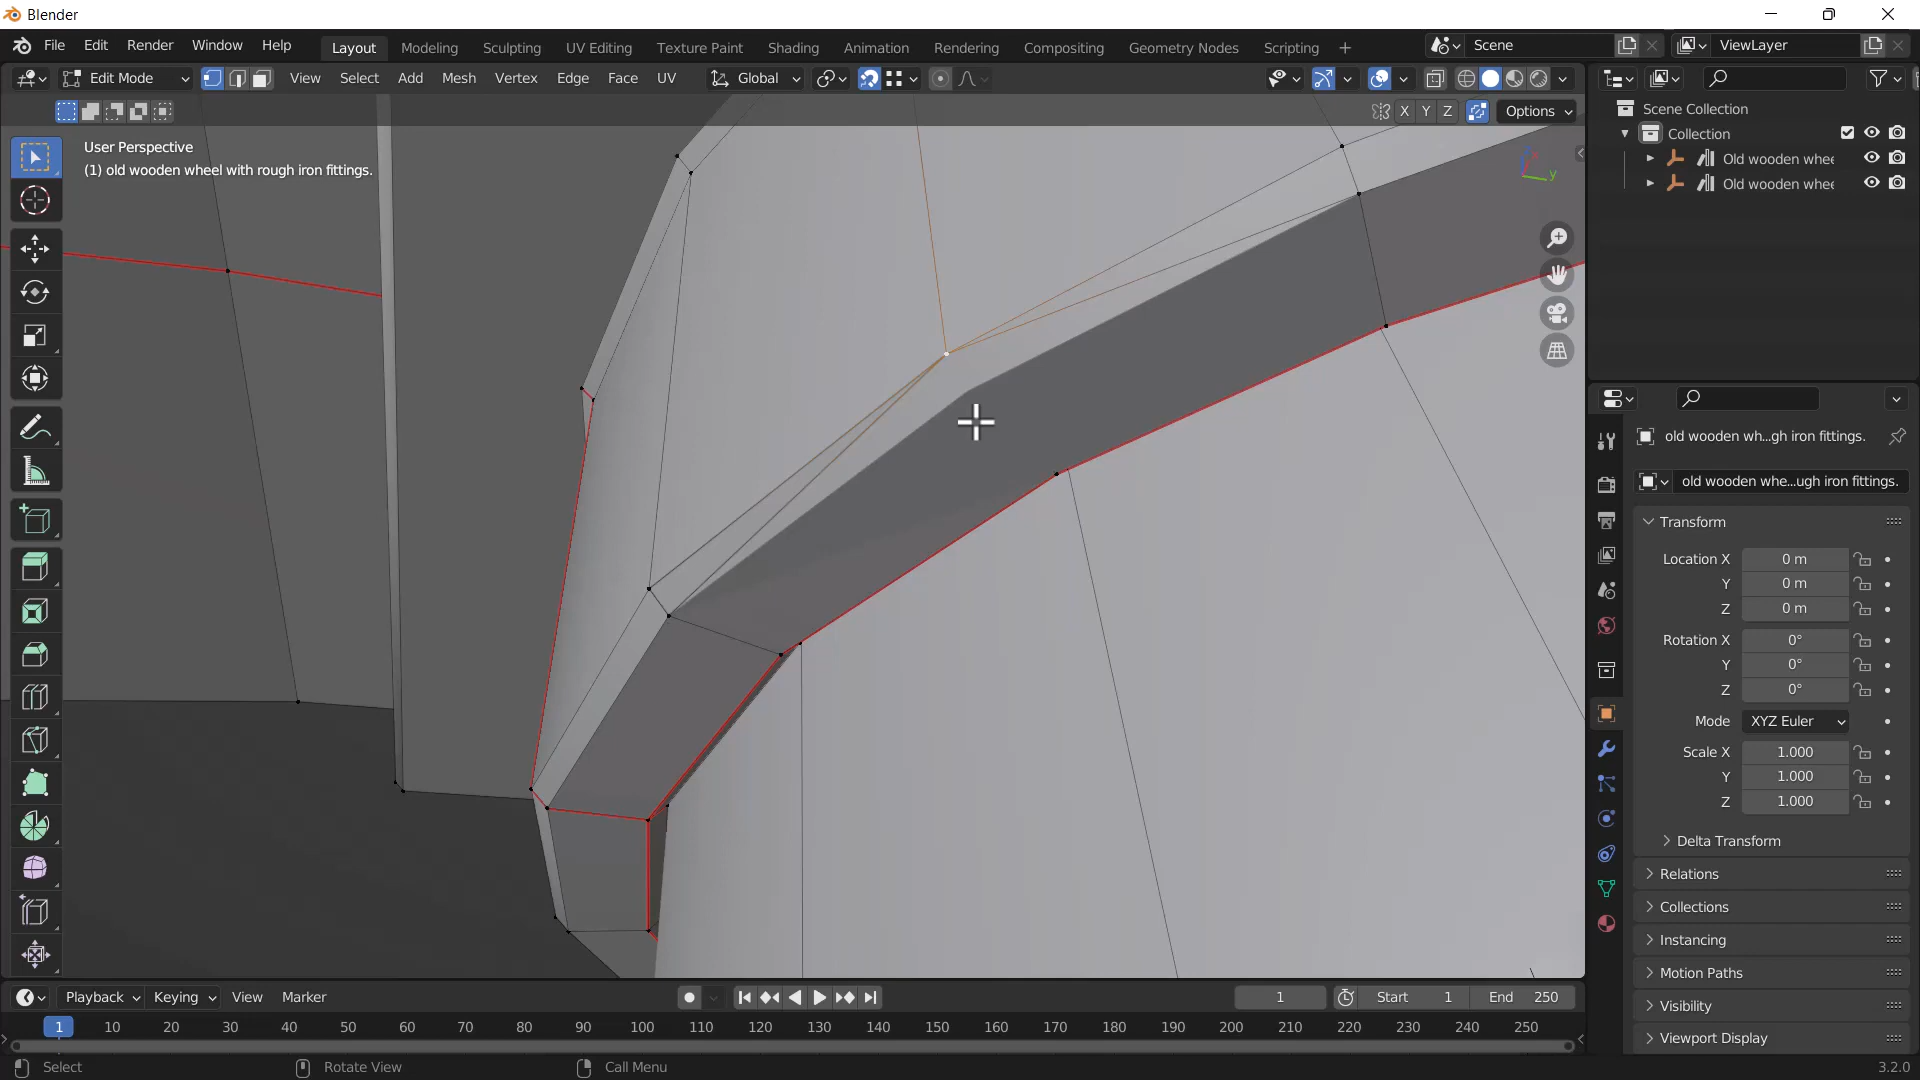 Blender
File Edit Render Window Help Layout Modeling Sculpting UV Editing Texture Paint Shading Animation Rendering Compositing Geometry Nodes Scripting + Scene ViewLayer
Edit Mode View Select Add Mesh Vertex Edge Face UV Global
X Y Z Options
User Perspective
(1) old wooden wheel with rough iron fittings.
y
Scene Collection
Collection
Old wooden whee
Old wooden whee
old wooden wh...gh iron fittings.
old wooden whe...ugh iron fittings.
Transform
Location X 0 m
Y 0 m
Z 0 m
Rotation X 0°
Y 0°
Z 0°
Mode XYZ Euler
Scale X 1.000
Y 1.000
Z 1.000
Delta Transform
Relations
Collections
Instancing
Motion Paths
Visibility
Viewport Display
Playback Keying View Marker 1 Start 1 End 250
1 10 20 30 40 50 60 70 80 90 100 110 120 130 140 150 160 170 180 190 200 210 220 230 240 250
Select Rotate View Call Menu 3.2.0